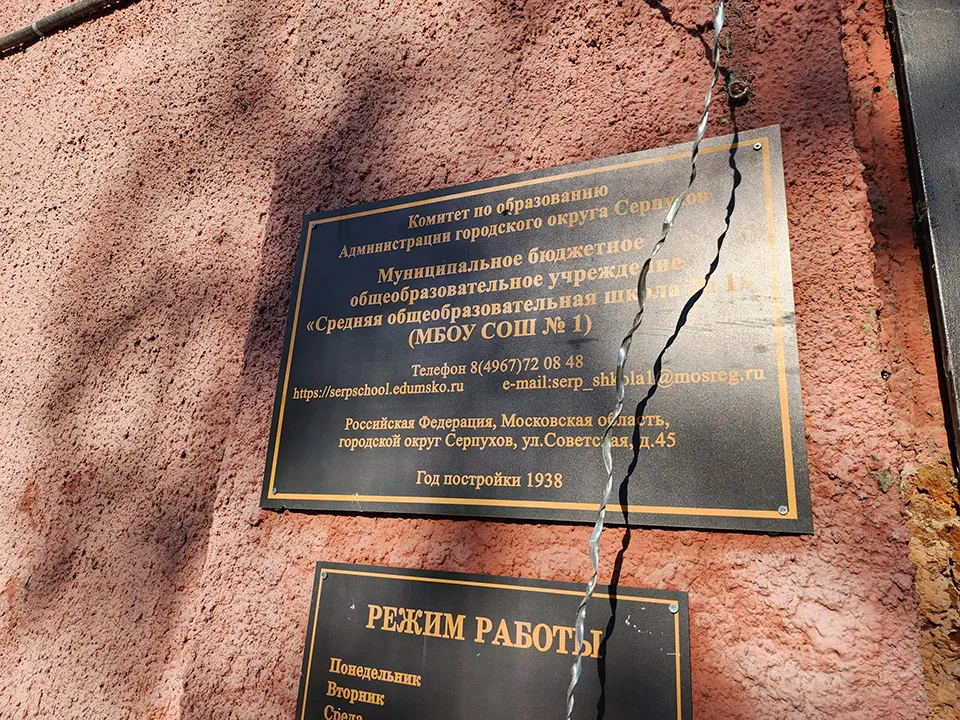 Комитет по образованию
Администрации городского округа Серпухов
Муниципальное бюджетное
общеобразовательное учреждение
«Средняя общеобразовательная школа № 1»
(МБОУ СОШ № 1)
Телефон 8(4967)72 08 48
https://serpschool.edumsko.ru e-mail:serp_shkola1@mosreg.ru
Российская Федерация, Московская область,
городской округ Серпухов, ул.Советская, д.45
Год постройки 1938
РЕЖИМ РАБОТЫ
Понедельник
Вторник
Среда